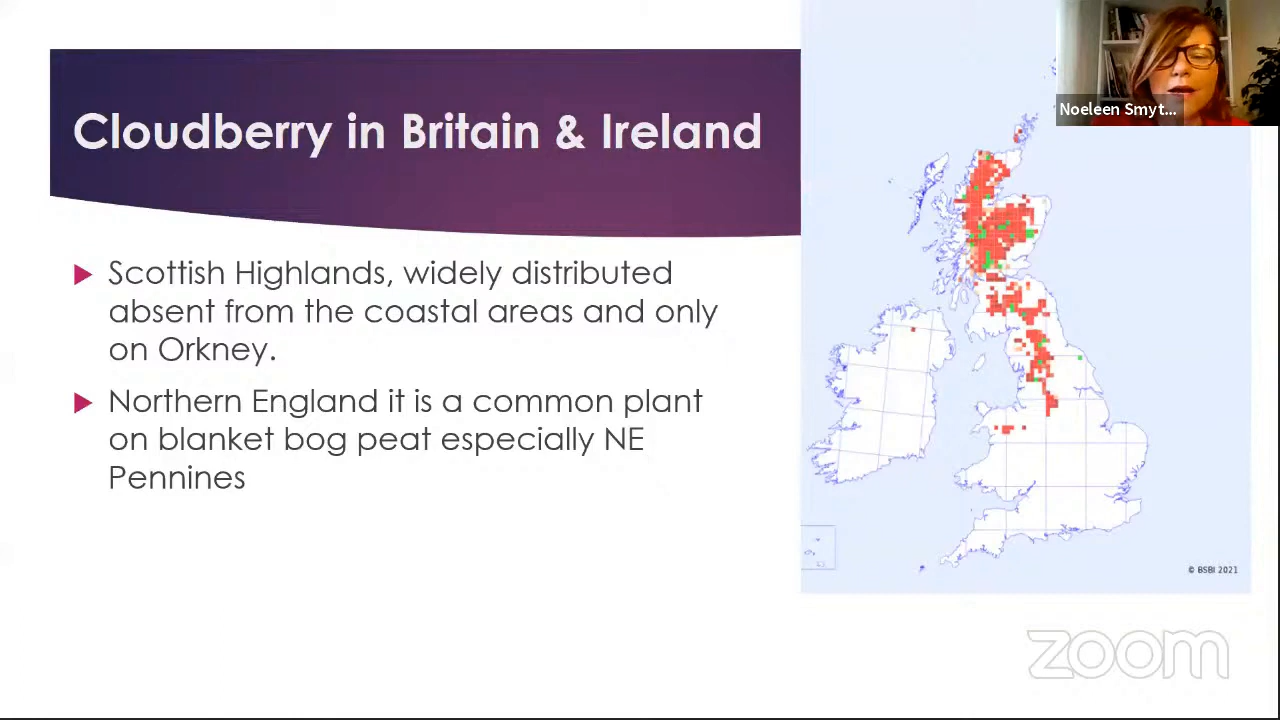 Cloudberry in Britain & Ireland
Noeleen Smyt...
Scottish Highlands, widely distributed
absent from the coastal areas and only
on Orkney.
Northern England it is a common plant
on blanket bog peat especially NE
Pennines
© BSBI 2021
zoom